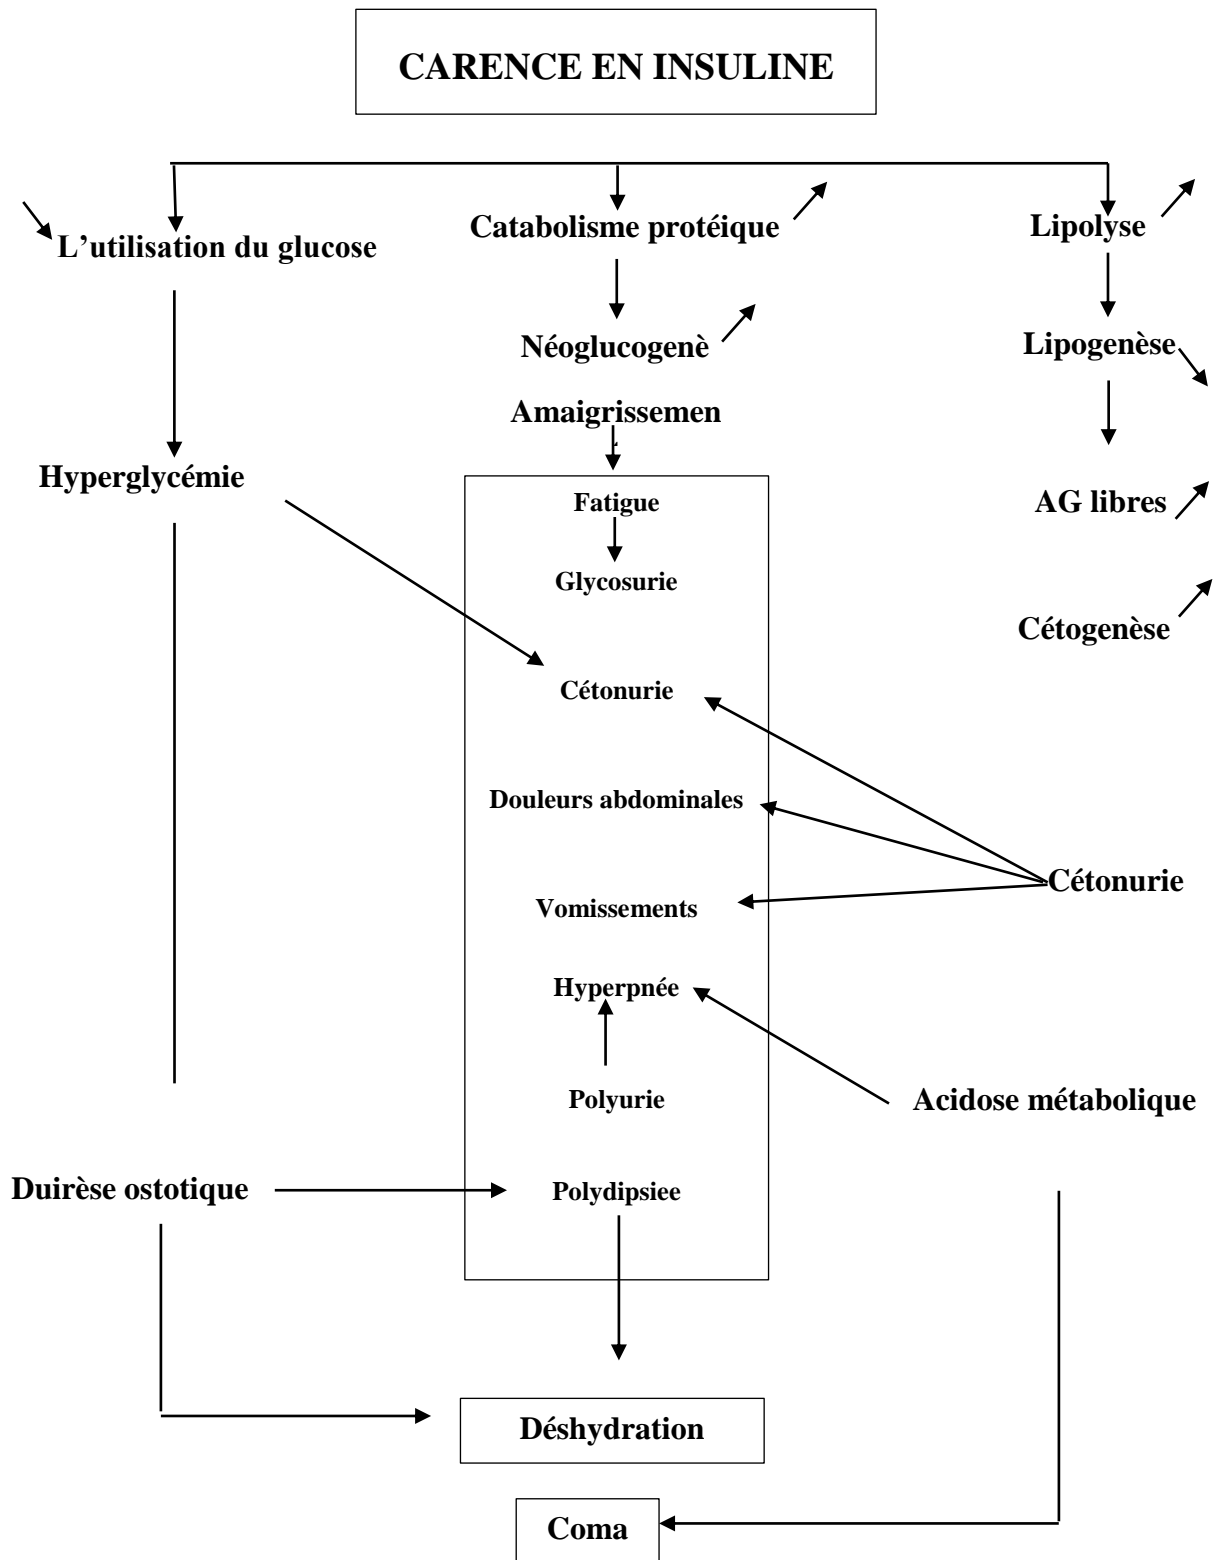 CARENCE EN INSULINE
L’utilisation du glucose
Catabolisme protéique
Lipolyse
Néoglucogenè
Lipogenèse
Amaigrissemen
Hyperglycémie
Fatigue
AG libres
Glycosurie
Cétogenèse
Cétonurie
Douleurs abdominales
Cétonurie
Vomissements
Hyperpnée
Polyurie
Acidose métabolique
Duirèse ostotique
Polydipsiee
Déshydration
Coma